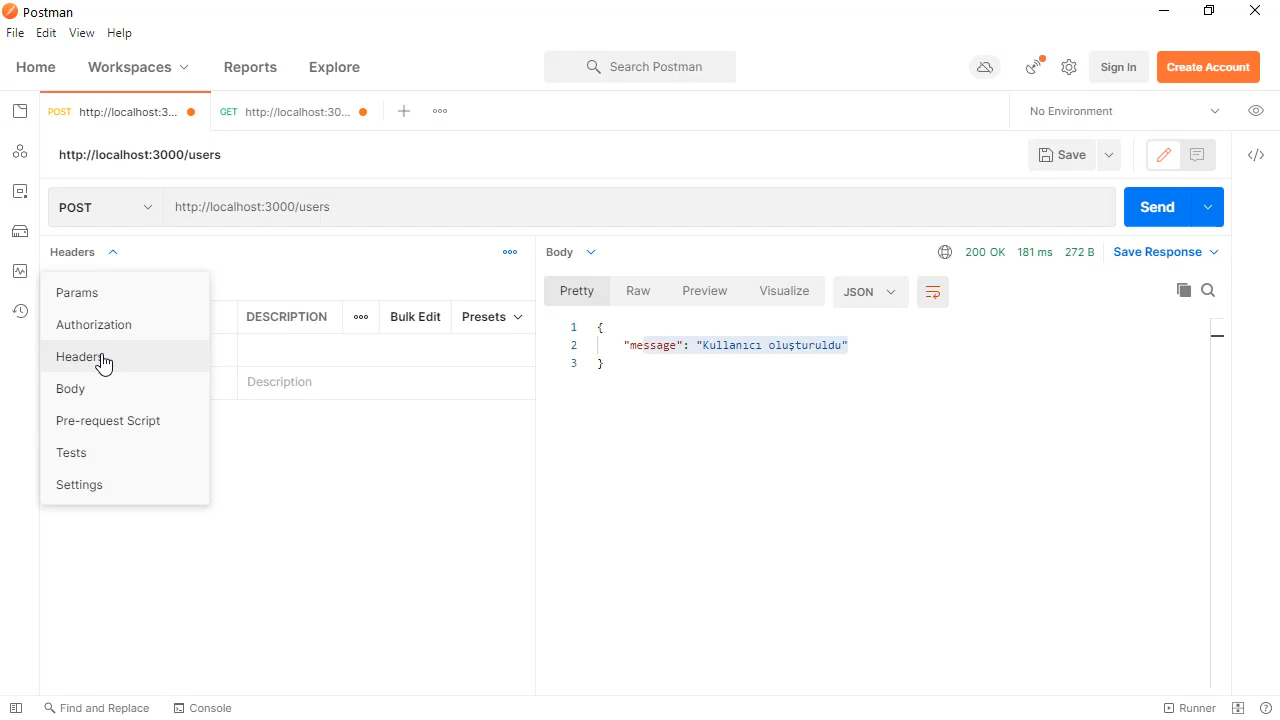 Postman
File Edit View Help
Home Workspaces Reports Explore Search Postman Sign In Create Account
POST http://localhost:3... GET http://localhost:30... No Environment
http://localhost:3000/users Save
POST http://localhost:3000/users Send
Headers Body 200 OK 181 ms 272 B Save Response
Params
Authorization
Headers
Body
Pre-request Script
Tests
Settings
DESCRIPTION Bulk Edit Presets
Description
Pretty Raw Preview Visualize JSON
1 {
2 "message": "Kullanıcı oluşturuldu"
3 }
Find and Replace Console Runner